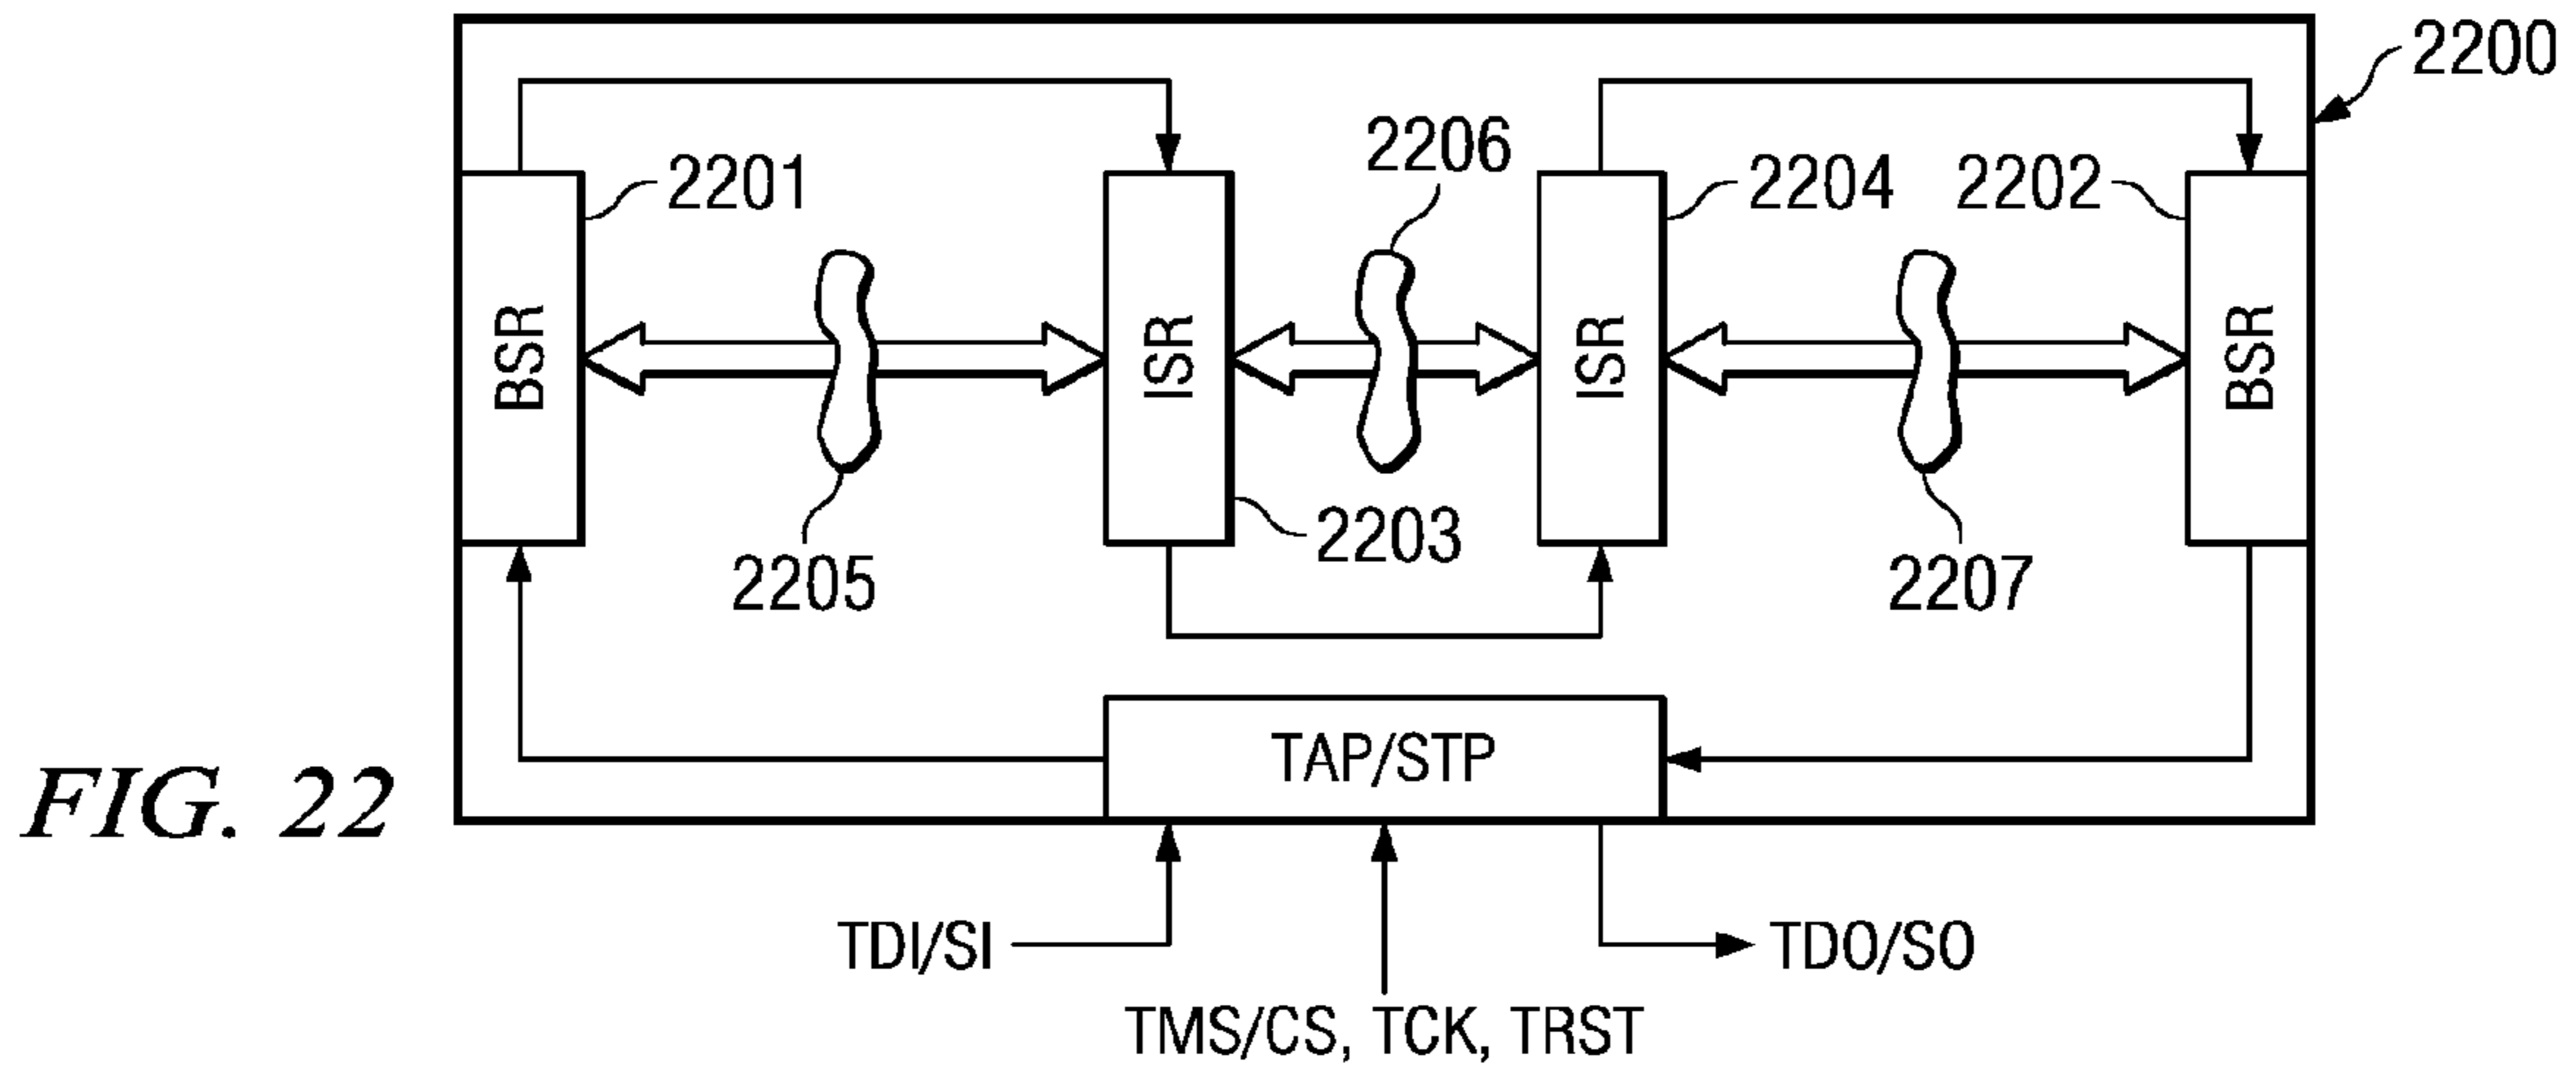 2200
2206
2201
2204
2202
BSR
ISR
ISR
BSR
2203
2205
2207
TAP/STP
FIG. 22
TDI/SI
TDO/SO
TMS/CS, TCK, TRST